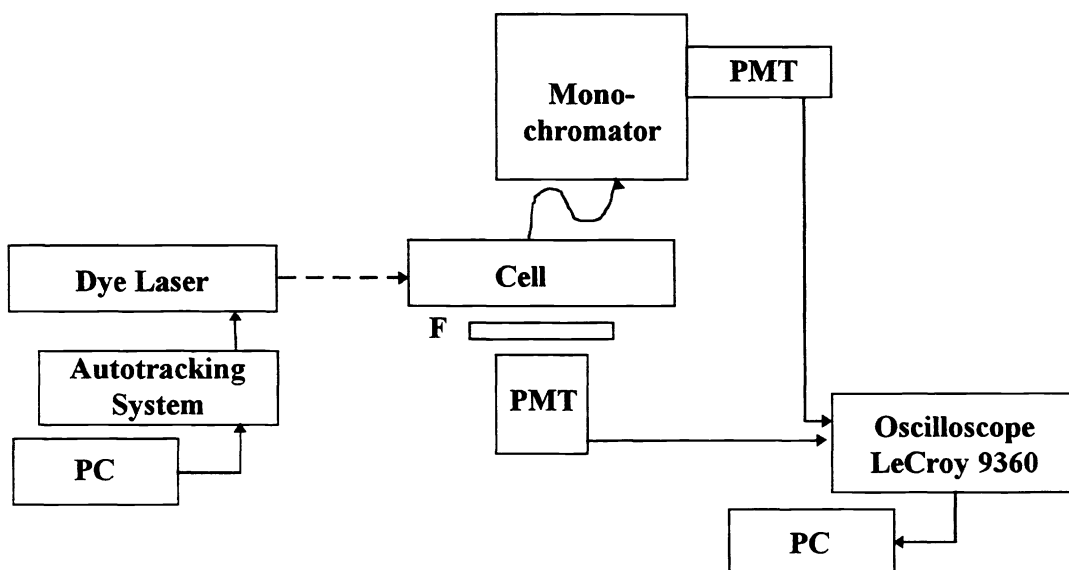 PMT
Mono-
chromator
Dye Laser
Cell
F
Autotracking
System
PMT
Oscilloscope
LeCroy 9360
PC
PC